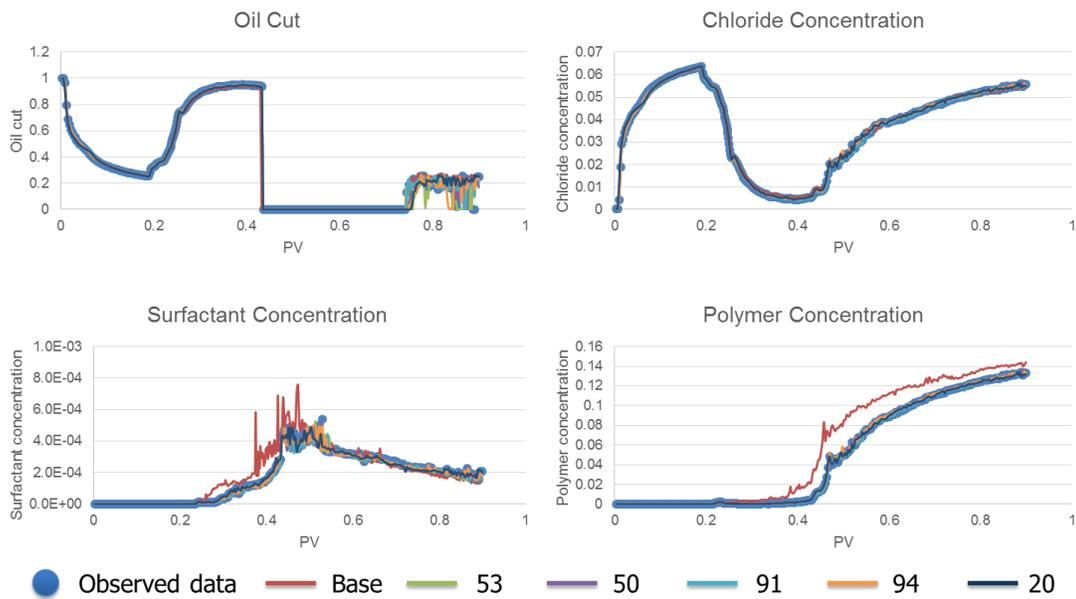 Oil Cut
Oil cut
1.2
1
0.8
0.6
0.4
0.2
0
0 0.2 0.4 0.6 0.8 1
PV
Chloride Concentration
Chloride concentration
0.07
0.06
0.05
0.04
0.03
0.02
0.01
0
0 0.2 0.4 0.6 0.8 1
PV
Surfactant Concentration
Surfactant concentration
1.0E-03
8.0E-04
6.0E-04
4.0E-04
2.0E-04
0.0E+00
0 0.2 0.4 0.6 0.8 1
PV
Polymer Concentration
Polymer concentration
0.16
0.14
0.12
0.1
0.08
0.06
0.04
0.02
0
0 0.2 0.4 0.6 0.8 1
PV
Observed data Base 53 50 91 94 20